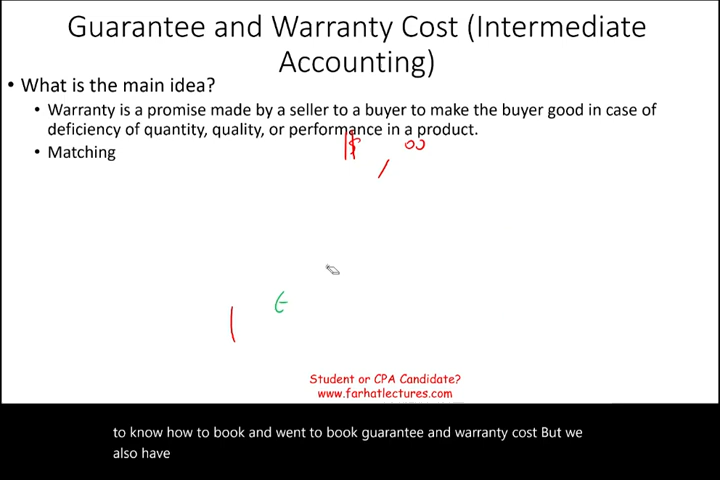 Guarantee and Warranty Cost (Intermediate
Accounting)
• What is the main idea?
• Warranty is a promise made by a seller to a buyer to make the buyer good in case of
deficiency of quantity, quality, or performance in a product.
• Matching
Student or CPA Candidate?
www.farhatlectures.com
to know how to book and went to book guarantee and warranty cost But we
also have